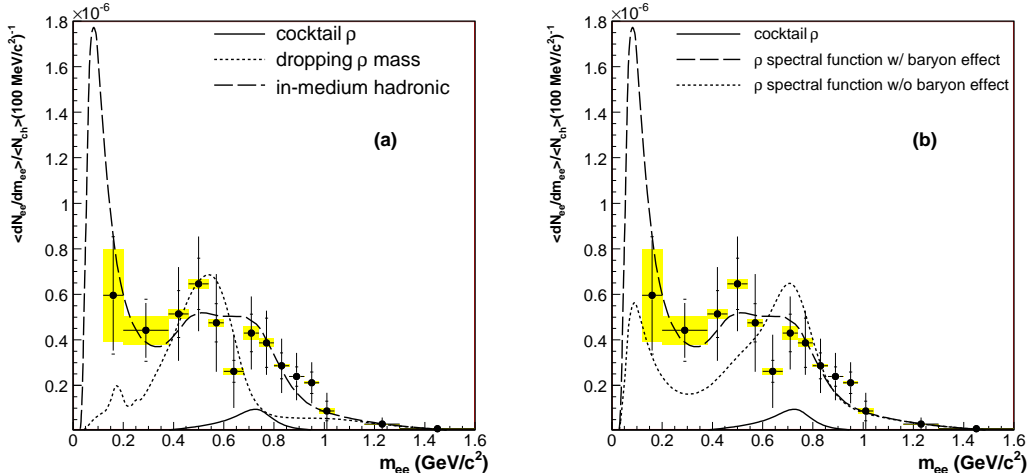 ×10⁻⁶
<dN_ee/dm_ee>/<N_ch>(100 MeV/c²)⁻¹
1.8
1.6
1.4
1.2
1
0.8
0.6
0.4
0.2
cocktail ρ
dropping ρ mass
in-medium hadronic
(a)
0 0.2 0.4 0.6 0.8 1 1.2 1.4 1.6
m_ee (GeV/c²)
×10⁻⁶
<dN_ee/dm_ee>/<N_ch>(100 MeV/c²)⁻¹
1.8
1.6
1.4
1.2
1
0.8
0.6
0.4
0.2
cocktail ρ
ρ spectral function w/ baryon effect
ρ spectral function w/o baryon effect
(b)
0 0.2 0.4 0.6 0.8 1 1.2 1.4 1.6
m_ee (GeV/c²)